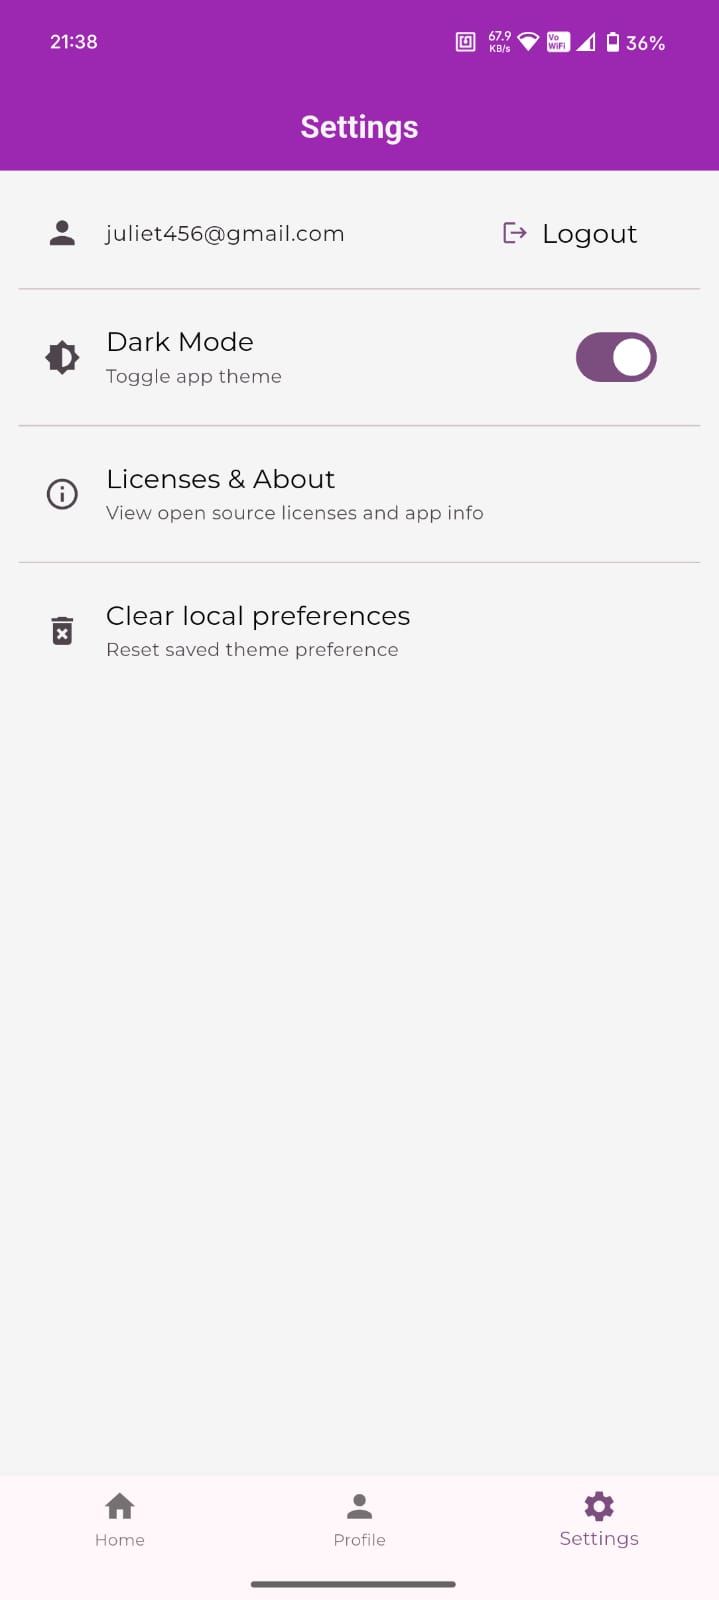 21:38
67.9
KB/s
Vo
WiFi
36%
Settings
juliet456@gmail.com
Logout
Dark Mode
Toggle app theme
Licenses & About
View open source licenses and app info
Clear local preferences
Reset saved theme preference
Home
Profile
Settings